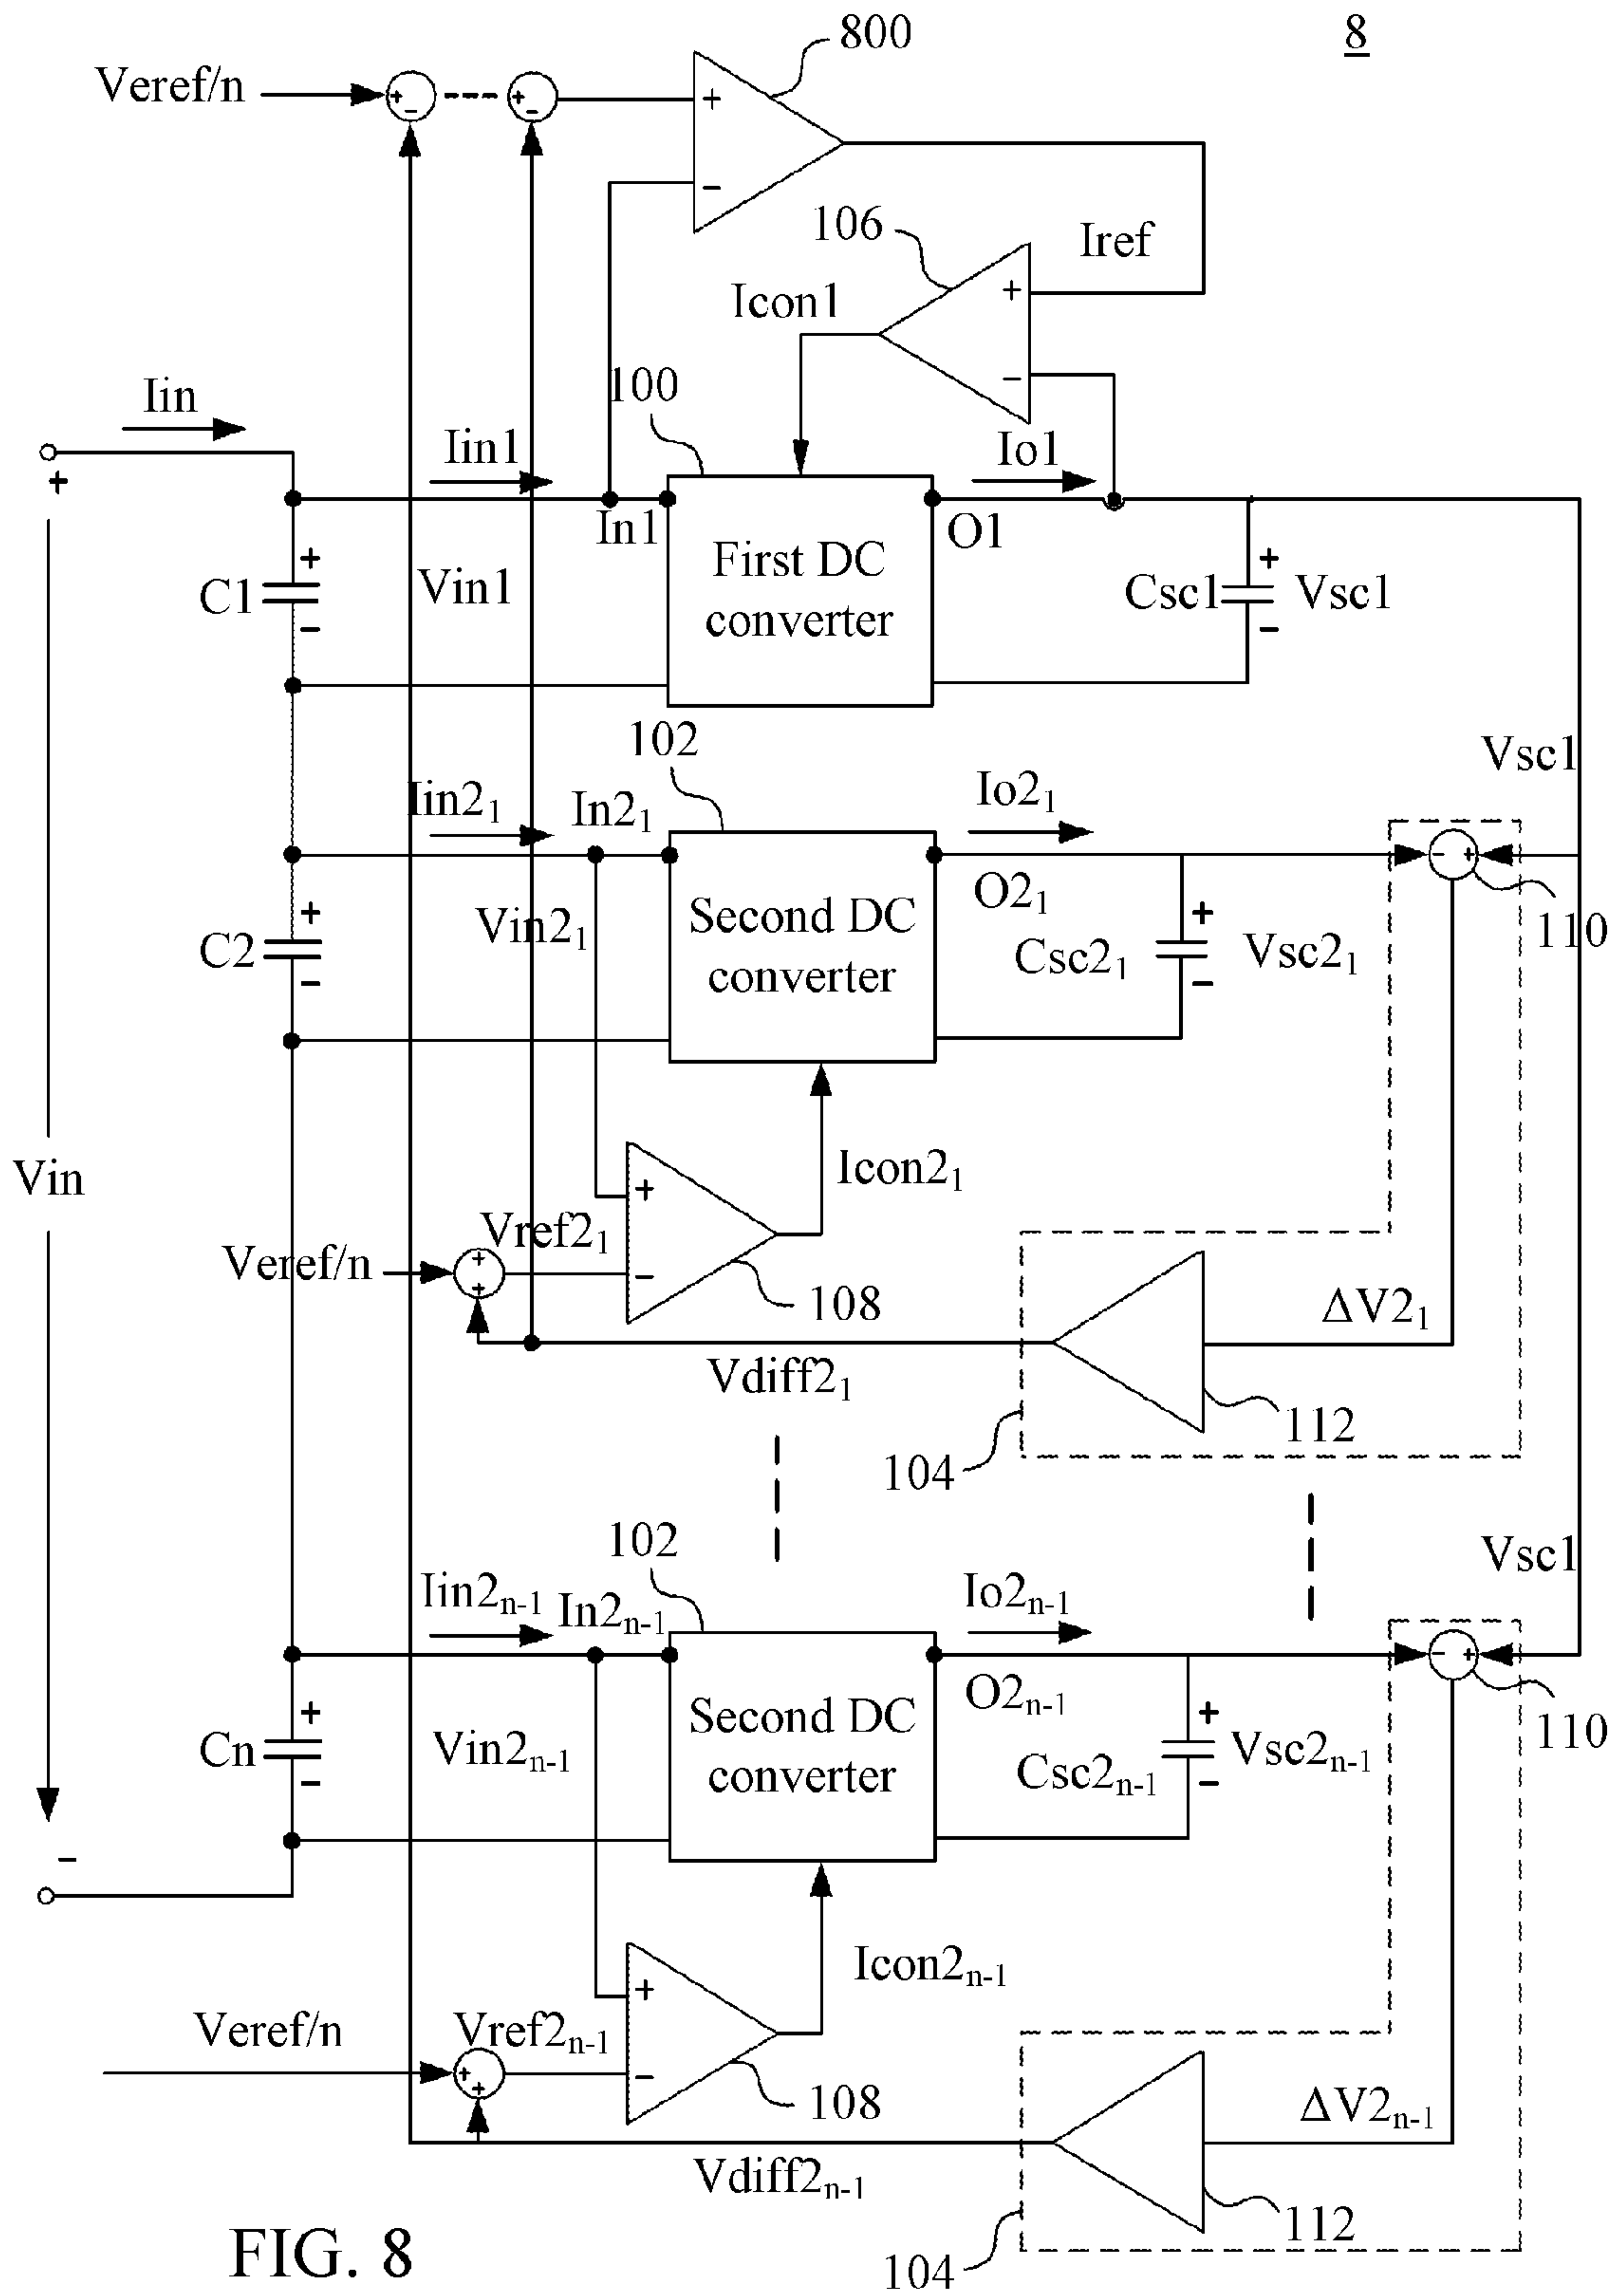 8
800
Veref/n
+
-
+
-
+
-
106
Iref
Icon1
+
-
100
Iin
Iin1
Io1
+
In1
O1
First DC
converter
C1
+
-
Vin1
Csc1
+
-
Vsc1
102
Vsc1
Iin2₁
In2₁
Io2₁
-
+
110
Second DC
converter
O2₁
C2
+
-
Vin2₁
Csc2₁
+
-
Vsc2₁
Vin
Icon2₁
+
-
Vref2₁
Veref/n
+
+
108
ΔV2₁
Vdiff2₁
112
104
102
Vsc1
Iin2n-1
In2n-1
Io2n-1
-
+
110
Second DC
converter
O2n-1
Cn
+
-
Vin2n-1
Csc2n-1
+
-
Vsc2n-1
-
Icon2n-1
+
-
Veref/n
Vref2n-1
+
+
108
ΔV2n-1
Vdiff2n-1
112
104
FIG. 8